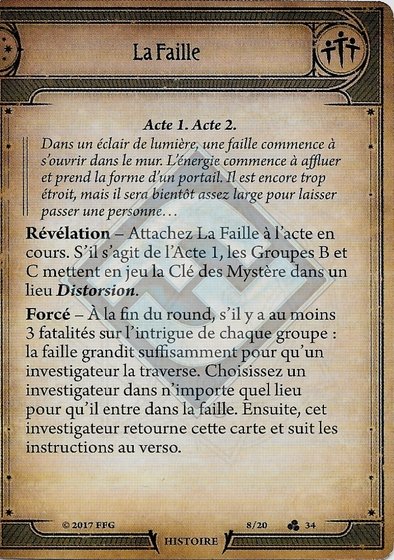 La Faille
Acte 1. Acte 2.
Dans un éclair de lumière, une faille commence à
s'ouvrir dans le mur. L'énergie commence à affluer
et prend la forme d'un portail. Il est encore trop
étroit, mais il sera bientôt assez large pour laisser
passer une personne…
Révélation – Attachez La Faille à l'acte en
cours. S'il s'agit de l'Acte 1, les Groupes B et
C mettent en jeu la Clé des Mystère dans un
lieu Distorsion.
Forcé – À la fin du round, s'il y a au moins
3 fatalités sur l'intrigue de chaque groupe :
la faille grandit suffisamment pour qu'un
investigateur la traverse. Choisissez un
investigateur dans n'importe quel lieu
pour qu'il entre dans la faille. Ensuite, cet
investigateur retourne cette carte et suit les
instructions au verso.
© 2017 FFG
8/20
34
HISTOIRE